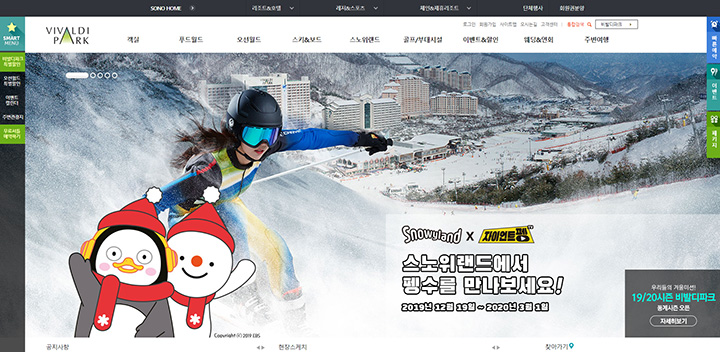 SONO HOME
리조트&호텔
레저&스포츠
체인&제휴리조트
단체행사
회원권분양
SMART
MENU
비발디파크
특별할인
오션월드
특별할인
이벤트
캘린더
주변관광지
무료셔틀
예약하기
VIVALDI
PARK
로그인 회원가입 사이트맵 오시는길 고객센터
통합검색
비발디파크
객실
푸드월드
오션월드
스키&보드
스노위랜드
골프/부대시설
이벤트&할인
웨딩&연회
주변여행
빠른예약
이벤트
패키지
Snowyland X 자이언트펭TV
스노위랜드에서
펭수를 만나보세요!
2019년 12월 19일 ~ 2020년 3월 1일
우리들의 겨울미션!
19/20시즌 비발디파크
동계시즌 오픈
자세히보기
Copyright (c) 2019 EBS
공지사항
현장스케치
찾아가기